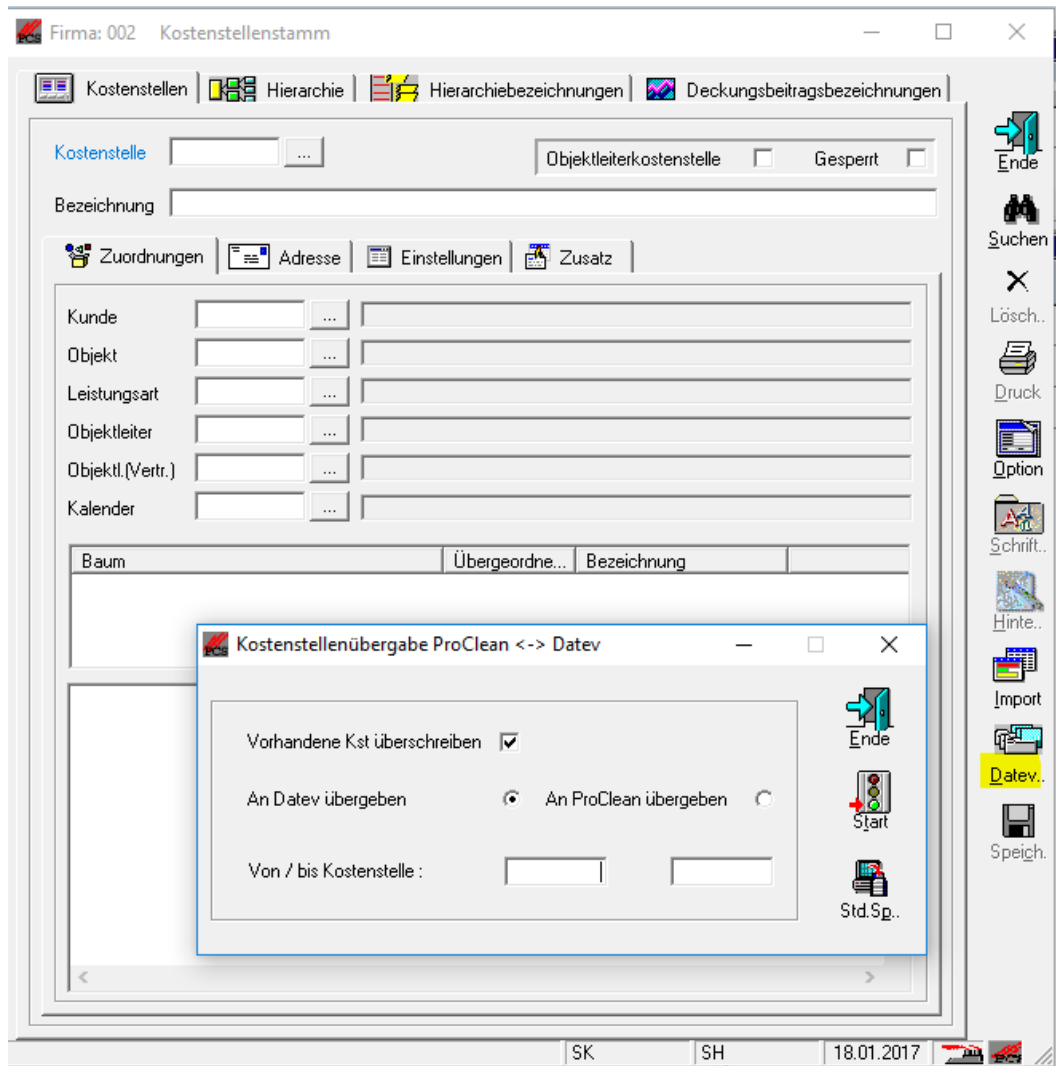 Firma: 002 Kostenstellenstamm
Kostenstellen Hierarchie Hierarchiebezeichnungen Deckungsbeitragsbezeichnungen
Kostenstelle ... Objektleiterkostenstelle Gesperrt
Bezeichnung
Zuordnungen Adresse Einstellungen Zusatz
Kunde ...
Objekt ...
Leistungsart ...
Objektleiter ...
Objektl.(Vertr.) ...
Kalender ...
Baum Übergeordne... Bezeichnung
Ende
Suchen
Lösch..
Druck
Option
Schrift..
Hinte..
Import
Datev..
Speich.
PCS Kostenstellenübergabe ProClean <-> Datev
Vorhandene Kst überschreiben
An Datev übergeben An ProClean übergeben
Von / bis Kostenstelle :
Ende
Start
Std.Sp..
SK SH 18.01.2017